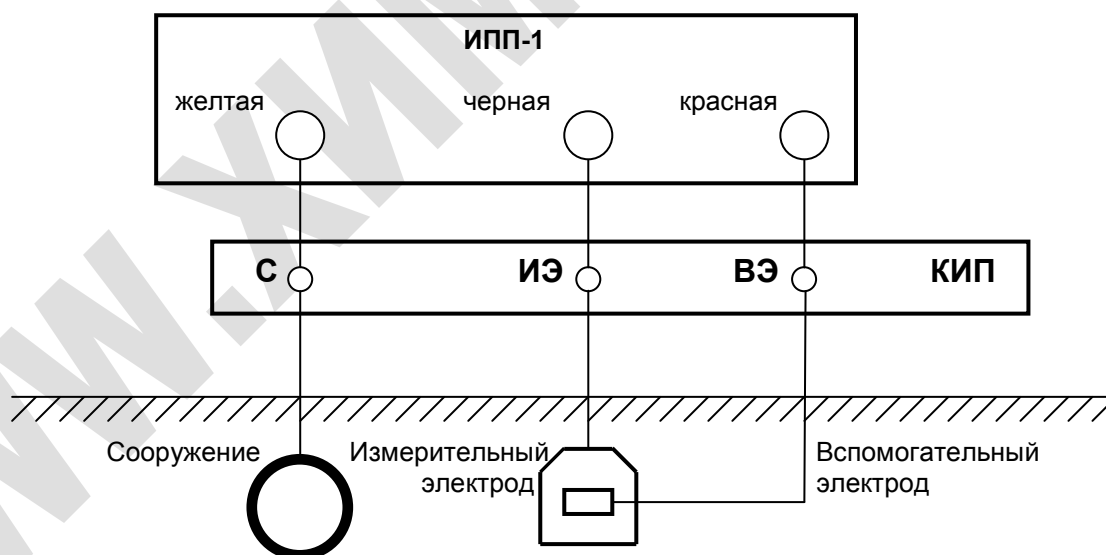 ИПП-1
желтая
черная
красная
С
ИЭ
ВЭ
КИП
Сооружение
Измерительный
электрод
Вспомогательный
электрод